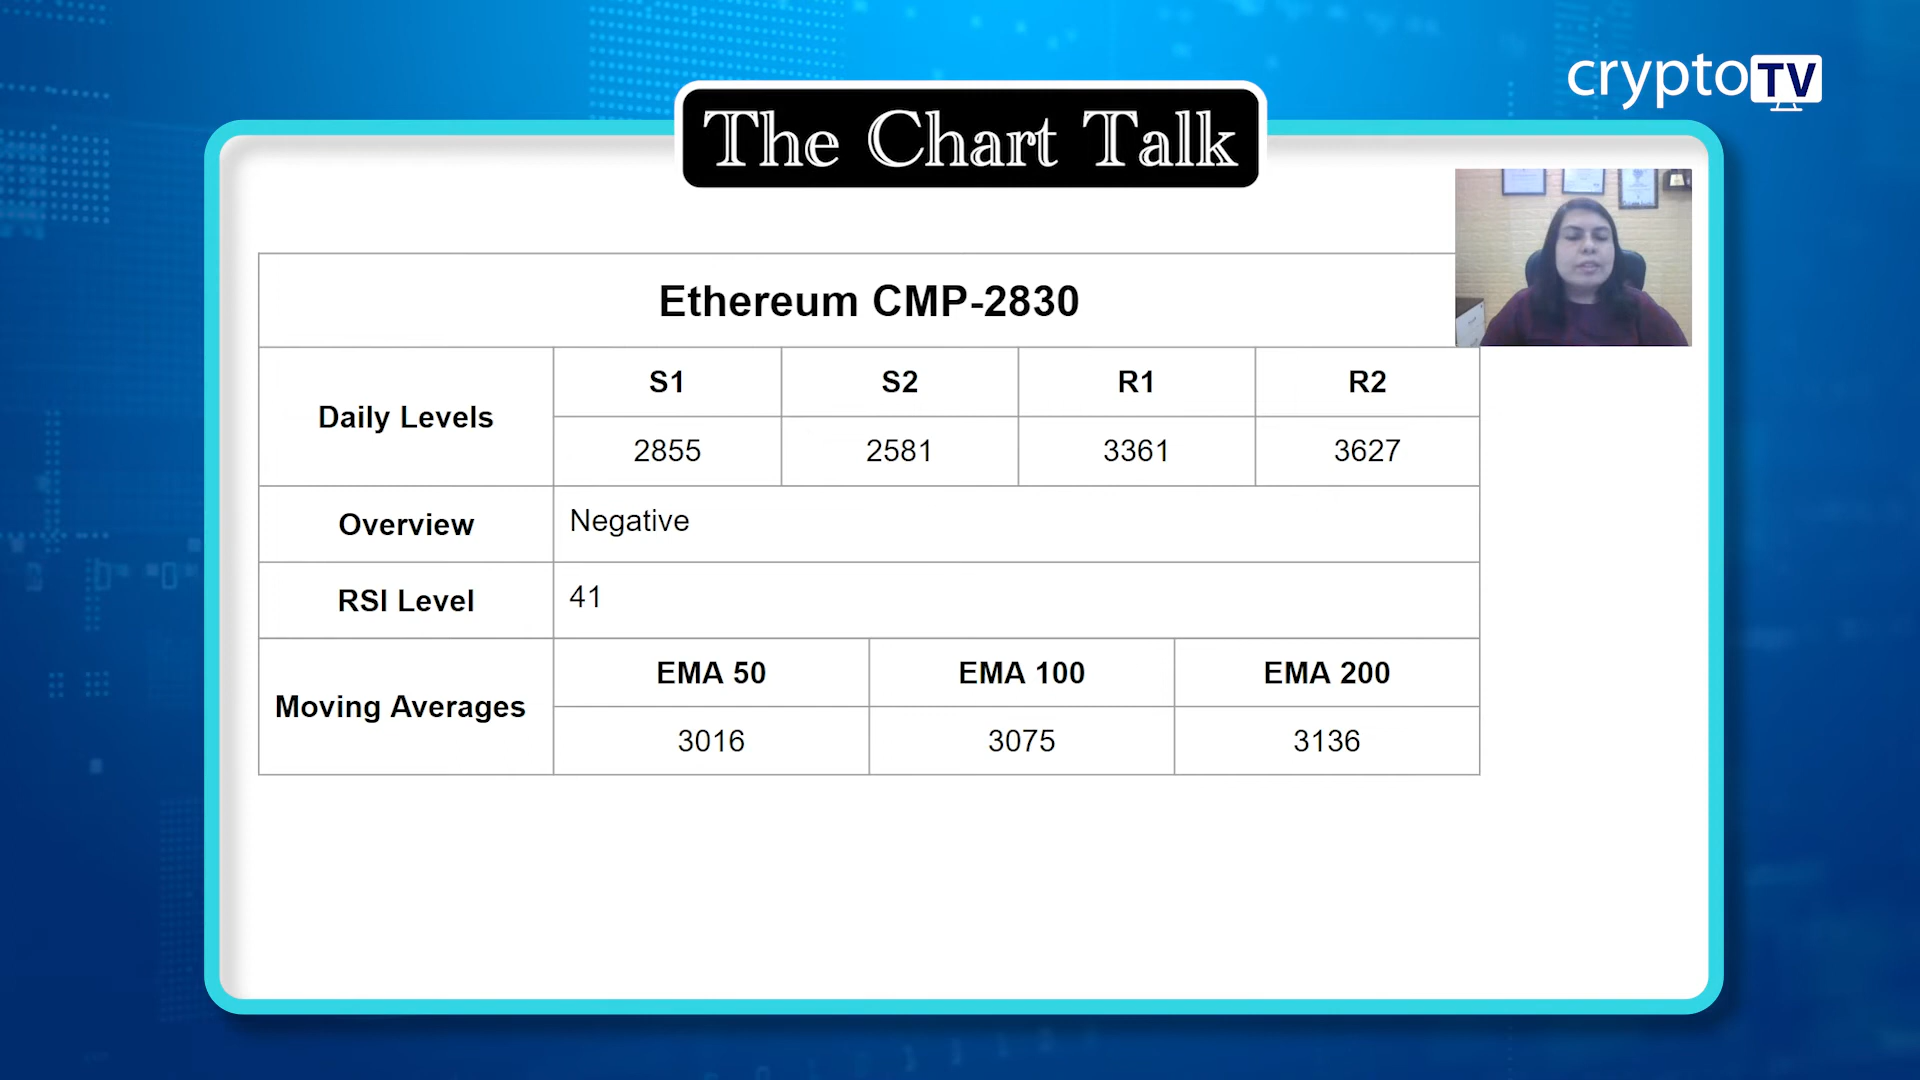 cryptoTV
The Chart Talk
Ethereum CMP-2830
Daily Levels
S1 S2 R1 R2
2855 2581 3361 3627
Overview Negative
RSI Level 41
Moving Averages
EMA 50 EMA 100 EMA 200
3016 3075 3136